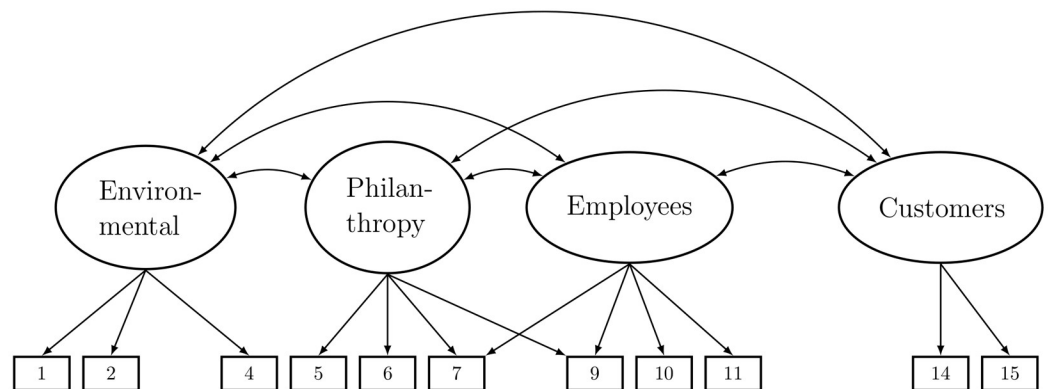 Environ-
mental
Philan-
thropy
Employees
Customers
1
2
4
5
6
7
9
10
11
14
15